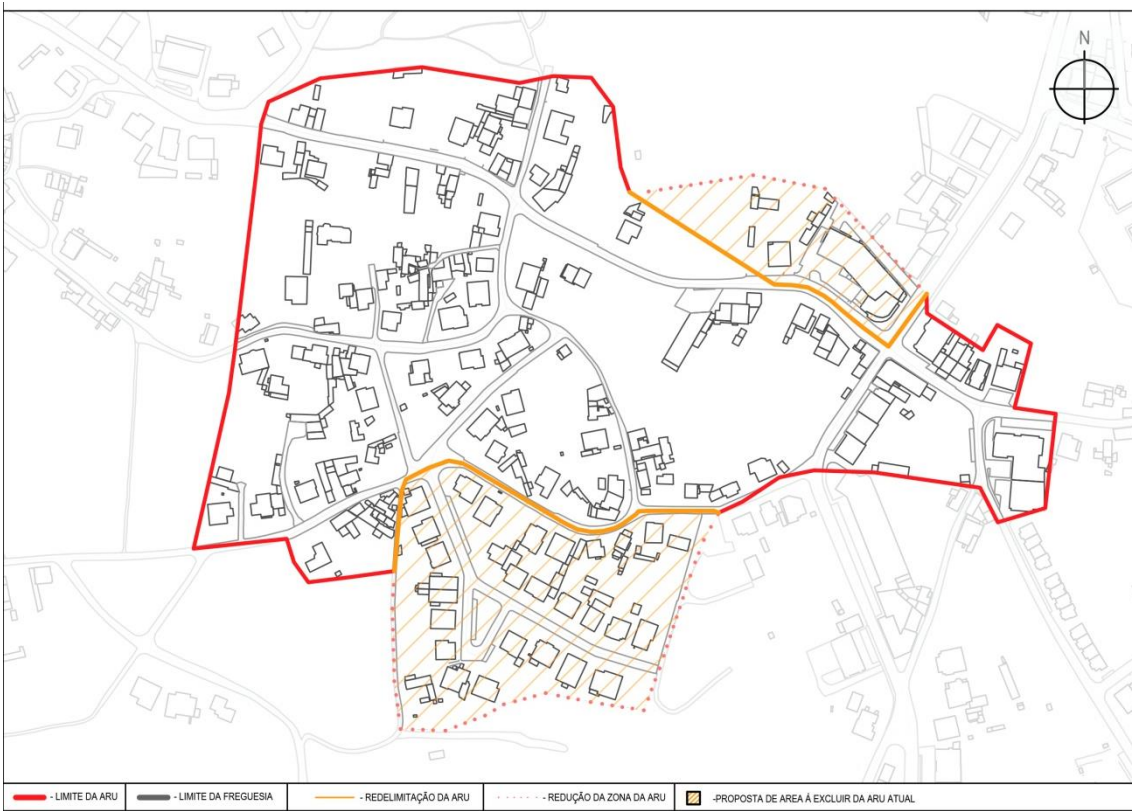 N
- LIMITE DA ARU
- LIMITE DA FREGUESIA
- REDELIMITAÇÃO DA ARU
- REDUÇÃO DA ZONA DA ARU
-PROPOSTA DE AREA Á EXCLUIR DA ARU ATUAL